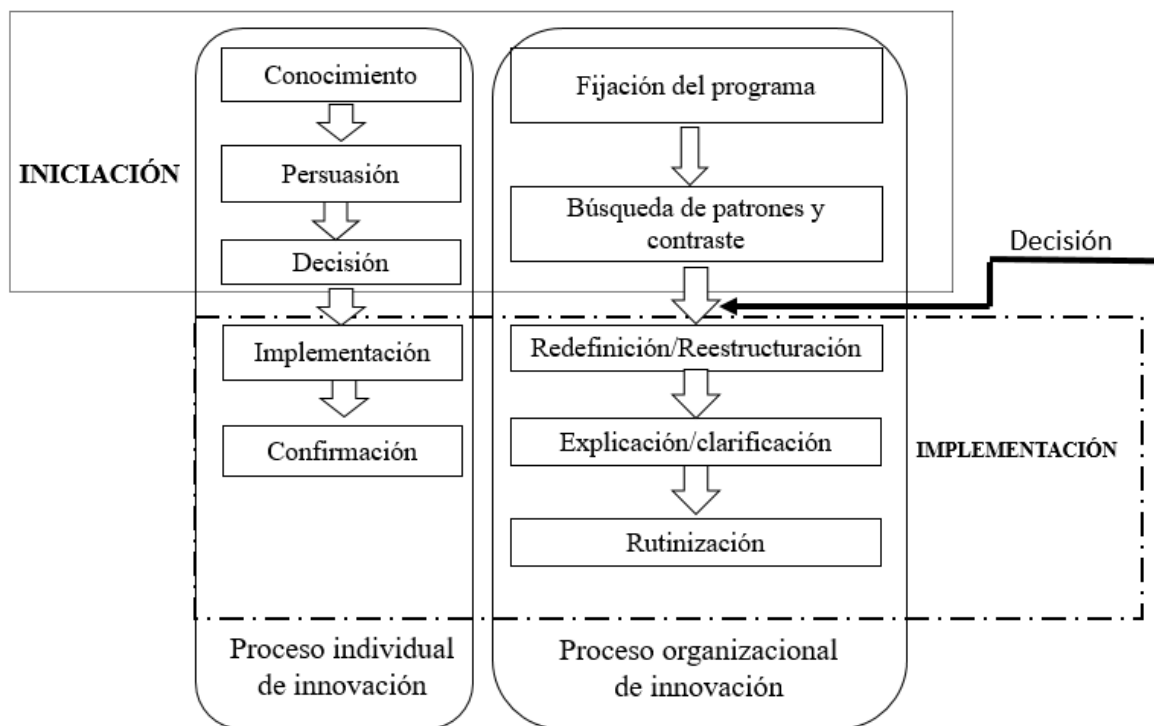 INICIACIÓN
Conocimiento
Persuasión
Decisión
Implementación
Confirmación
Proceso individual
de innovación
Fijación del programa
Búsqueda de patrones y
contraste
Decisión
Redefinición/Reestructuración
Explicación/clarificación
Rutinización
IMPLEMENTACIÓN
Proceso organizacional
de innovación